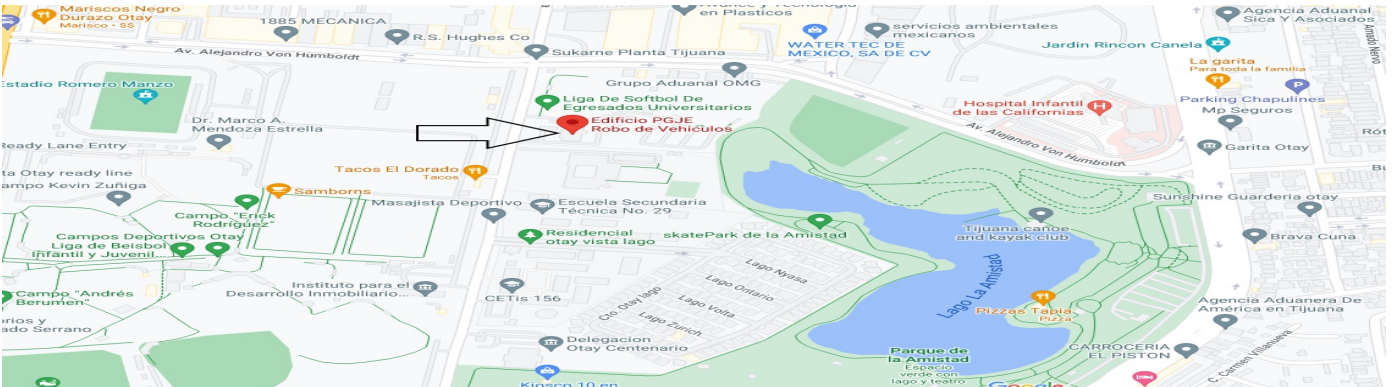 Mariscos Negro
Durazo Otay
Marisco - $$
1885 MECANICA
R.S. Hughes Co
en Plasticos
servicios ambientales
mexicanos
Agencia Aduanal
Sica Y Asociados
Amado Nervo
Av. Alejandro Von Humboldt
Sukarne Planta Tijuana
WATER TEC DE
MEXICO, SA DE CV
Jardin Rincon Canela
La garita
Para toda la familia
Estadio Romero Manzo
Grupo Aduanal OMG
Liga De Softbol De
Egresados Universitarios
Hospital Infantil
de las Californias
Parking Chapulines
Mp Seguros
Dr. Marco A.
Mendoza Estrella
Edificio PGJE
Robo de Vehículos
Av. Alejandro Von Humboldt
Ready Lane Entry
Garita Otay
ta Otay ready line
ampo Kevin Zuñiga
Tacos El Dorado
Tacos
Samborns
Masajista Deportivo
Escuela Secundaria
Técnica No. 29
Sunshine Guarderia otay
Campo "Erick
Rodriguez"
Campos Deportivos Otay
Liga de Beisbol
Infantil y Juvenil...
Residencial
otay vista lago
skatePark de la Amistad
Tijuana canoe
and kayak club
Brava Cuna
Lago Nyasa
Lago Ontario
Lago Volta
Lago Zurich
Cto. Otay lago
Lago La Amistad
Campo "Andrés
Berumen"
Instituto para el
Desarrollo Inmobiliario...
CETis 156
Pizzas Tapia
Pizza
Agencia Aduanera De
América en Tijuana
rios y
ado Serrano
Delegacion
Otay Centenario
Parque de
la Amistad
Espacio
verde con
lago y teatro
CARROCERIA
EL PISTON
C. Carmen Villanueva
Kiosco 10 en
Google